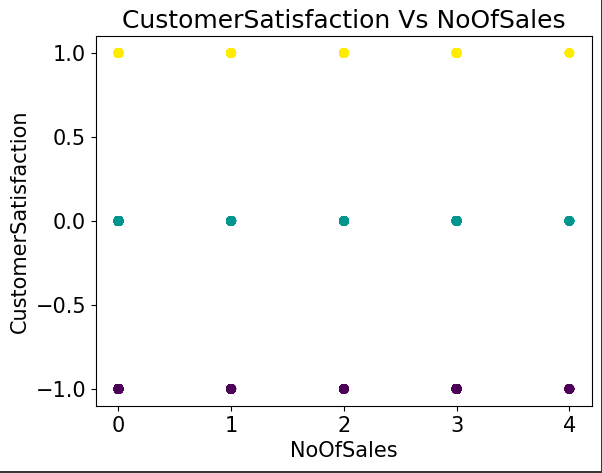 CustomerSatisfaction Vs NoOfSales
1.0
0.5
0.0
−0.5
−1.0
CustomerSatisfaction
0 1 2 3 4
NoOfSales